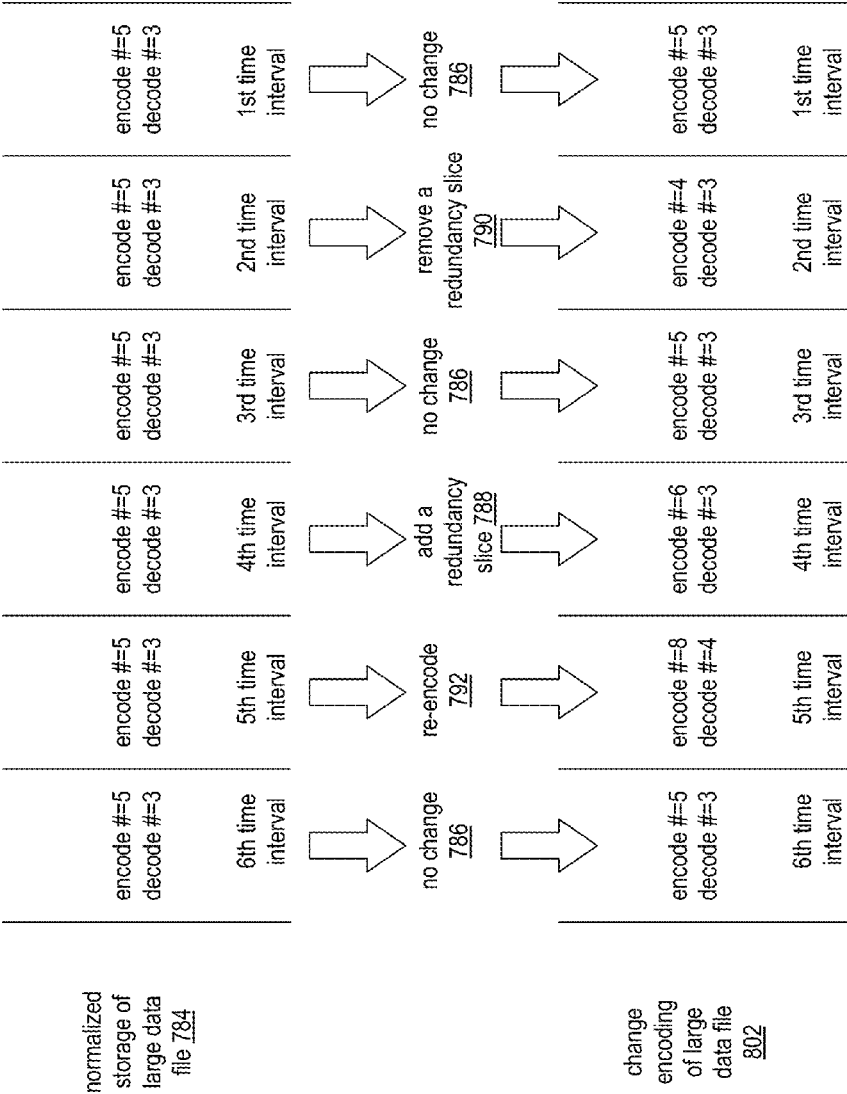 normalized
storage of
large data
file 784
encode #=5
decode #=3
6th time
interval
encode #=5
decode #=3
5th time
interval
encode #=5
decode #=3
4th time
interval
encode #=5
decode #=3
3rd time
interval
encode #=5
decode #=3
2nd time
interval
encode #=5
decode #=3
1st time
interval
no change
786
re-encode
792
add a
redundancy
slice 788
no change
786
remove a
redundancy slice
790
no change
786
change
encoding
of large
data file
802
encode #=5
decode #=3
6th time
interval
encode #=8
decode #=4
5th time
interval
encode #=6
decode #=3
4th time
interval
encode #=5
decode #=3
3rd time
interval
encode #=4
decode #=3
2nd time
interval
encode #=5
decode #=3
1st time
interval